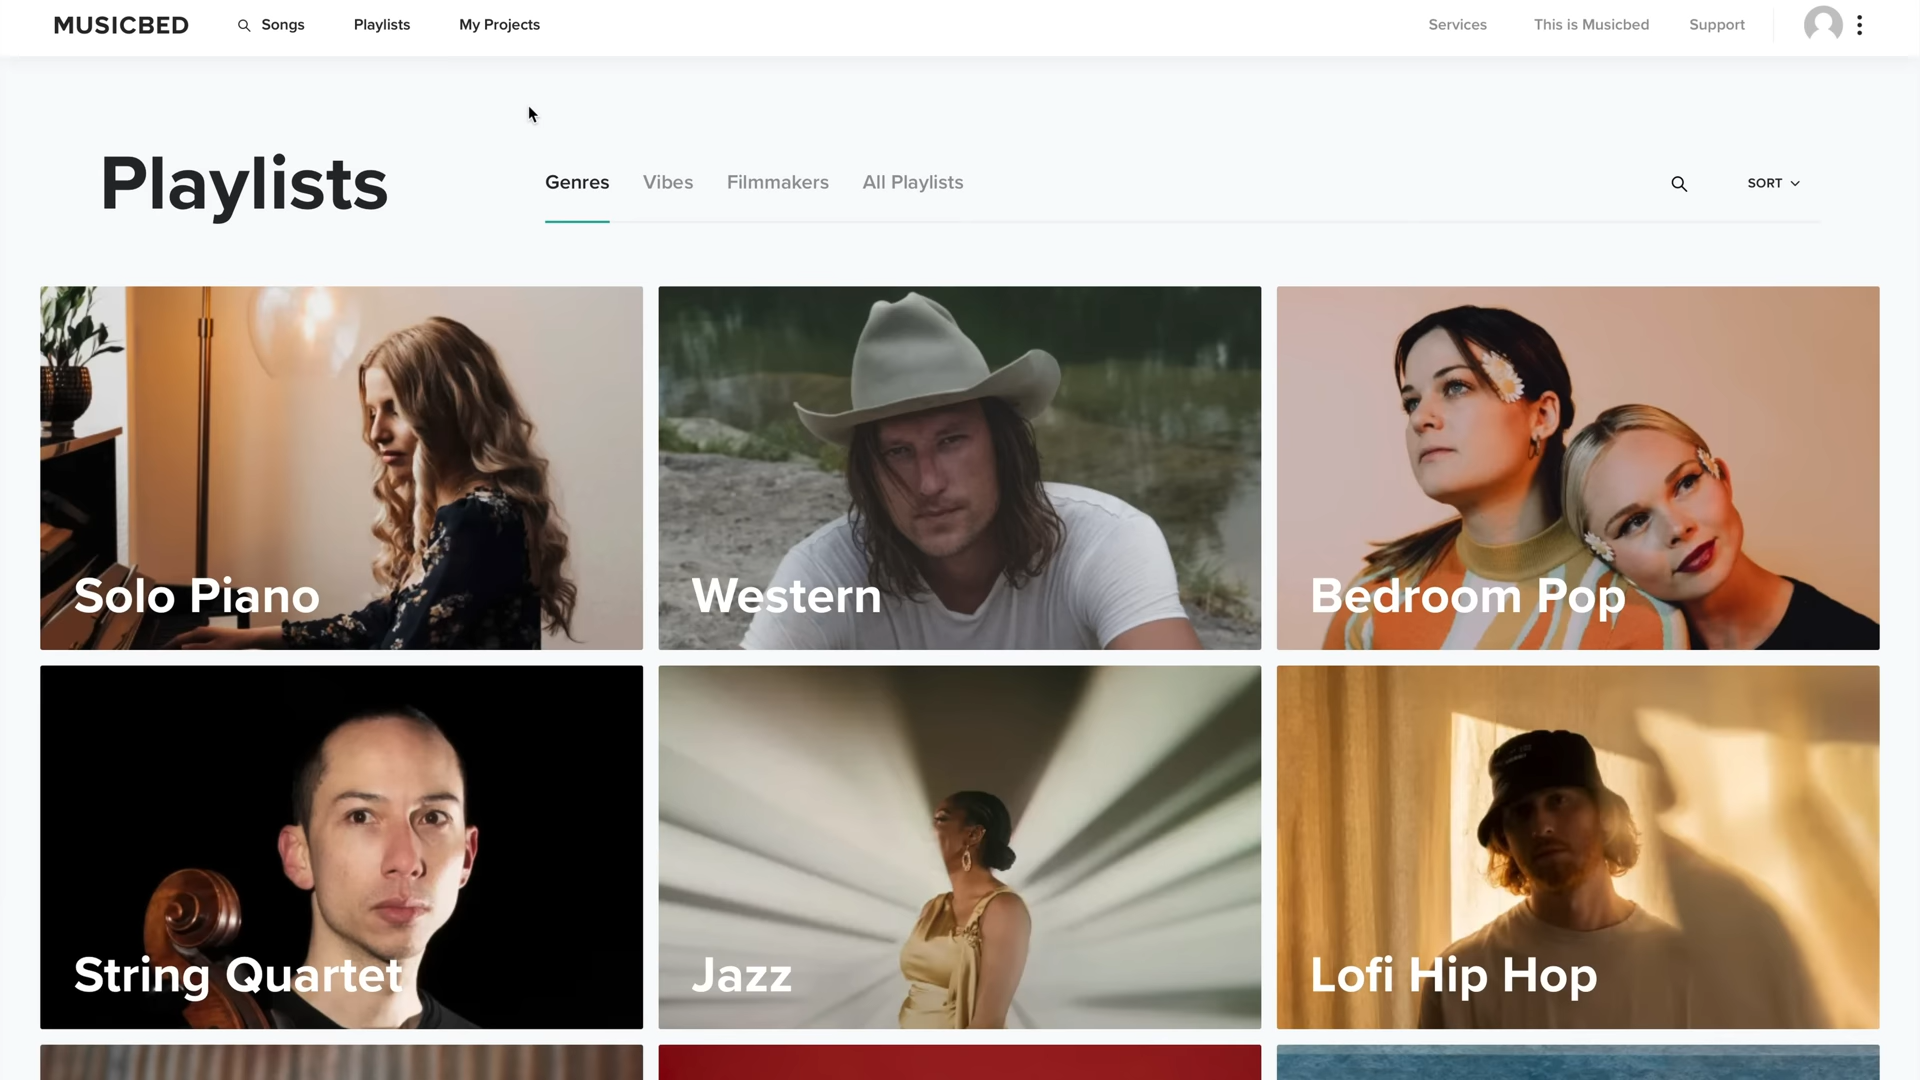 MUSICBED
Songs
Playlists
My Projects
Services
This is Musicbed
Support
Playlists
Genres
Vibes
Filmmakers
All Playlists
SORT
Solo Piano
Western
Bedroom Pop
String Quartet
Jazz
Lofi Hip Hop